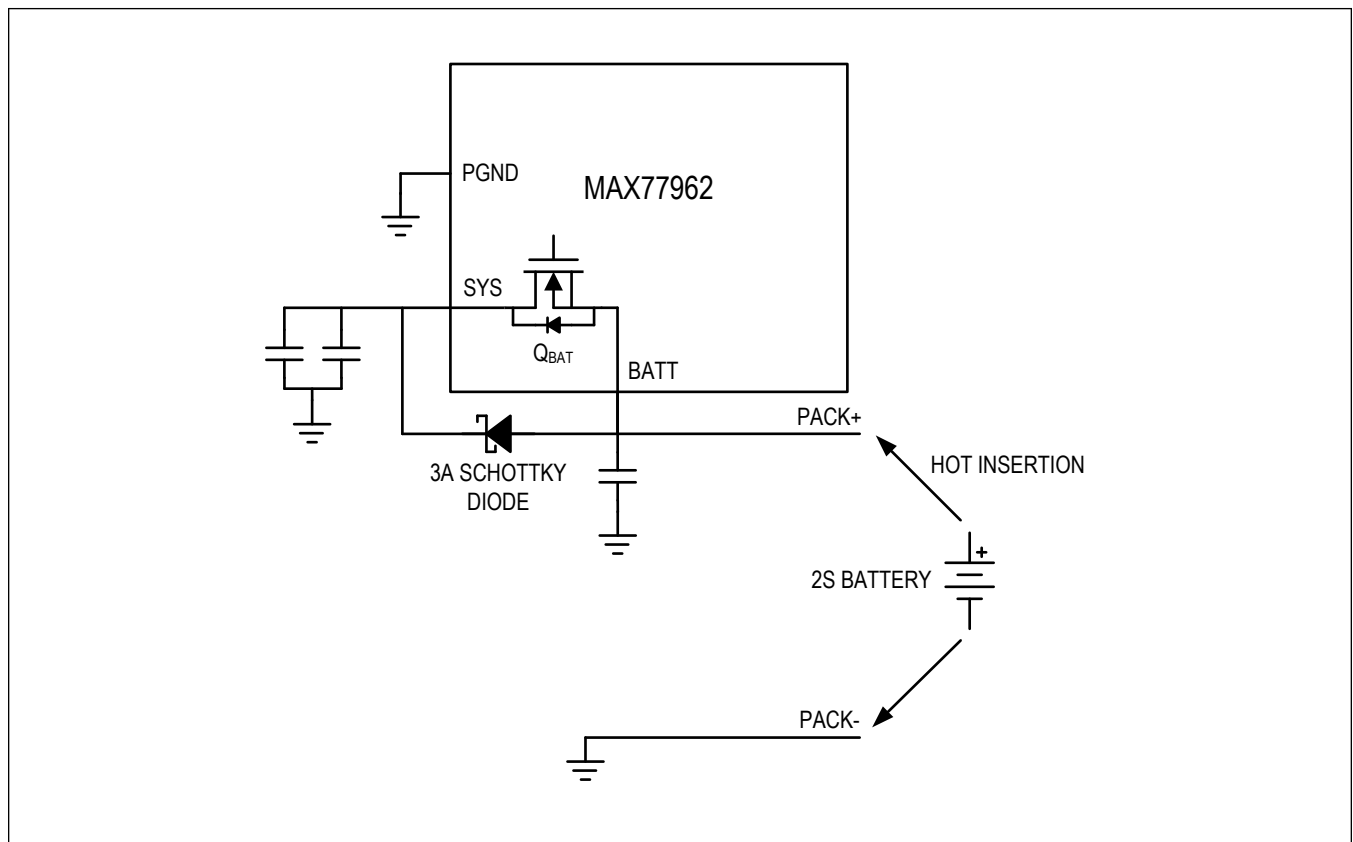 PGND
MAX77962
SYS
QBAT
BATT
PACK+
HOT INSERTION
3A SCHOTTKY
DIODE
+
2S BATTERY
PACK-